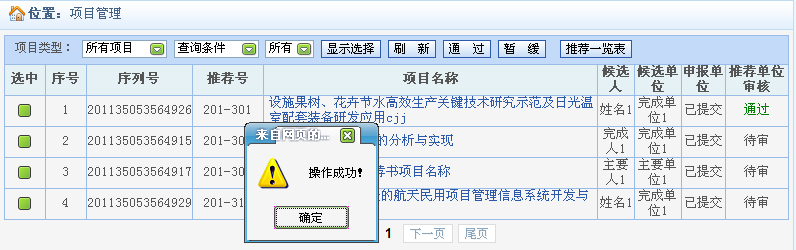 位置：项目管理
项目类型： 所有项目 查询条件 所有 显示选择 刷 新 通 过 暂 缓 推荐一览表
选中 序号 序列号 推荐号 项目名称 候选人 候选单位 申报单位 推荐单位审核
1 201135053564926 201-301 设施果树、花卉节水高效生产关键技术研究示范及日光温室配套装备研发应用cjj 姓名1 完成单位1 已提交 通过
2 201135053564915 201-3 的分析与实现 完成人1 完成单位1 已提交 待审
3 201135053564917 201-3 书项目名称 主要人1 主要单位1 已提交 待审
4 201135053564929 201-31 的航天民用项目管理信息系统开发与 姓名1 完成单位1 已提交 待审
来自网页的...
操作成功!
确定
1 下一页 尾页